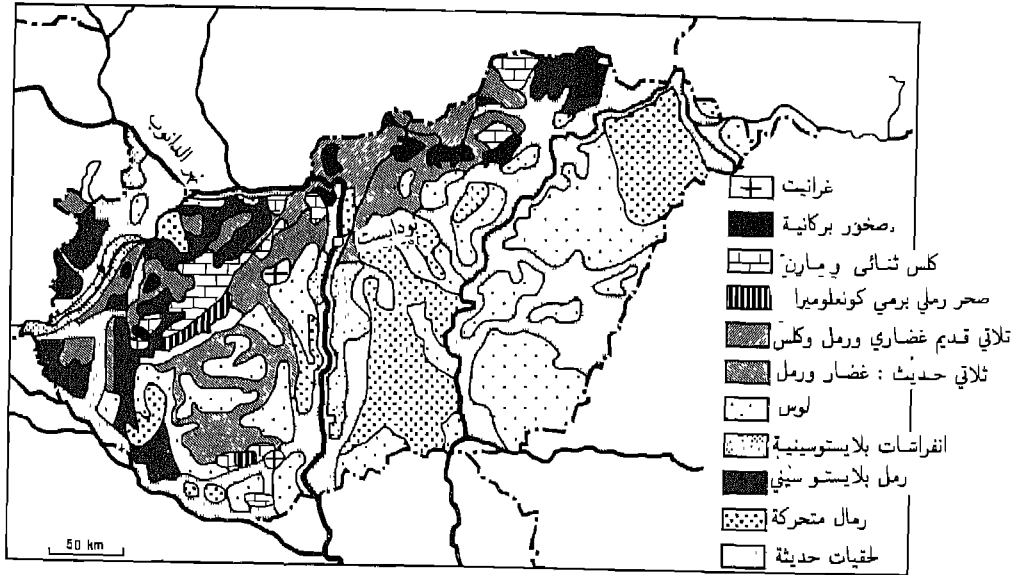 نهر الدانوب
بودابست
غرانيت
صخور بركانية
كلس ثنائي ومارن
صحر رملي برمي كونغلوميرا
ثلاثي قديم غضاري ورمل وكلس
ثلاثي حديث : غضار ورمل
لوس
انفراشات بلايستوسينية
رمل بلايستوسيني
رمال متحركة
لحقيات حديثة
50 km